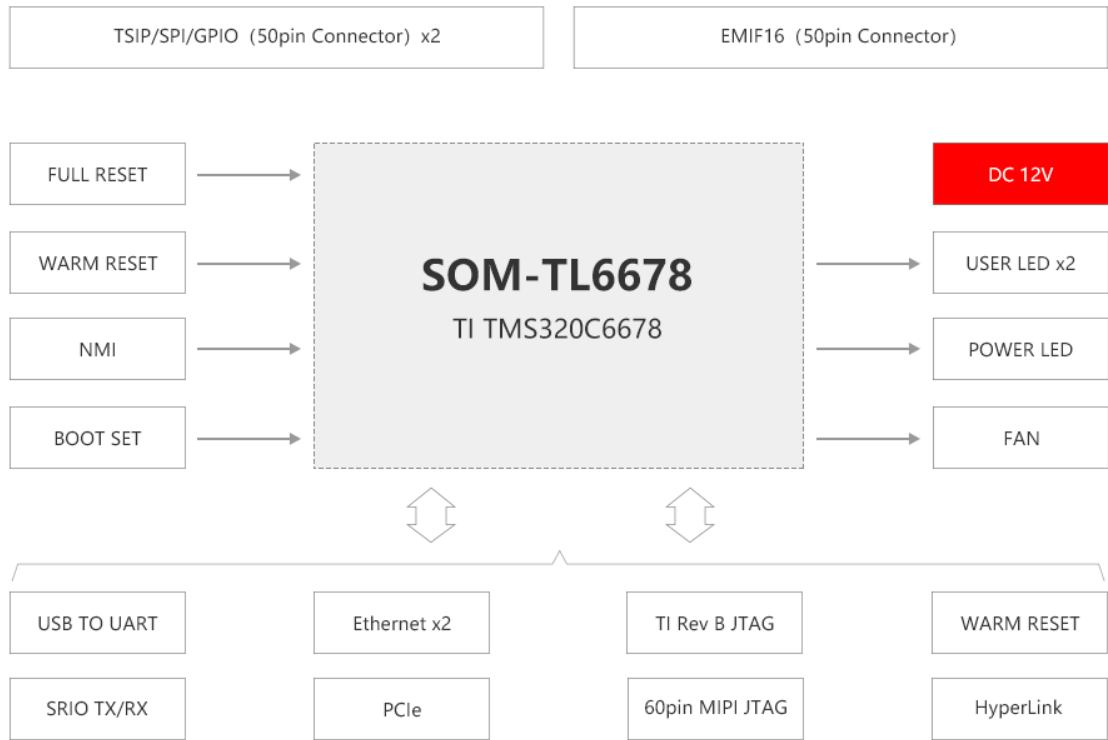 TSIP/SPI/GPIO (50pin Connector) x2
EMIF16 (50pin Connector)
FULL RESET
DC 12V
WARM RESET
SOM-TL6678
USER LED x2
TI TMS320C6678
NMI
POWER LED
BOOT SET
FAN
USB TO UART
Ethernet x2
TI Rev B JTAG
WARM RESET
SRIO TX/RX
PCIe
60pin MIPI JTAG
HyperLink